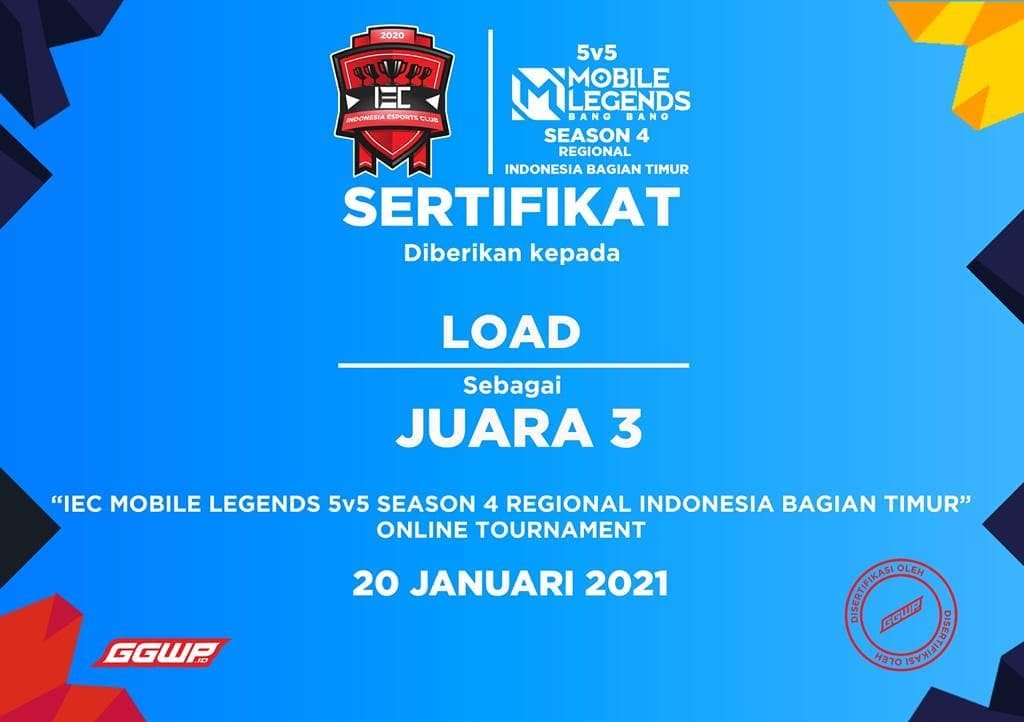 2020
IEC
INDONESIA ESPORTS CLUB
5v5
MOBILE
LEGENDS
BANG BANG
SEASON 4
REGIONAL
INDONESIA BAGIAN TIMUR
SERTIFIKAT
Diberikan kepada
LOAD
Sebagai
JUARA 3
“IEC MOBILE LEGENDS 5v5 SEASON 4 REGIONAL INDONESIA BAGIAN TIMUR”
ONLINE TOURNAMENT
20 JANUARI 2021
GGWP.ID
DISERTIFIKASI OLEH
GGWP
DISERTIFIKASI OLEH